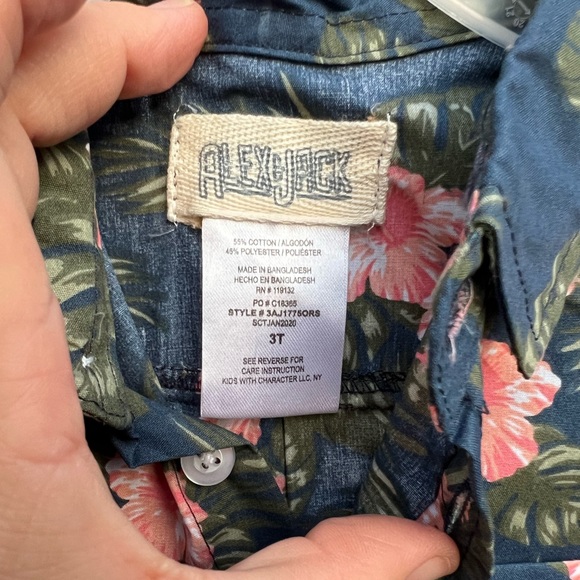 ALEX&JACK
55% COTTON / ALGODÓN
45% POLYESTER / POLIÉSTER
MADE IN BANGLADESH
HECHO EN BANGLADESH
RN # 119132
PO # C18366
STYLE # 3AJ1775ORS
SCTJAN2020
3T
SEE REVERSE FOR
CARE INSTRUCTION
KIDS WITH CHARACTER LLC, NY